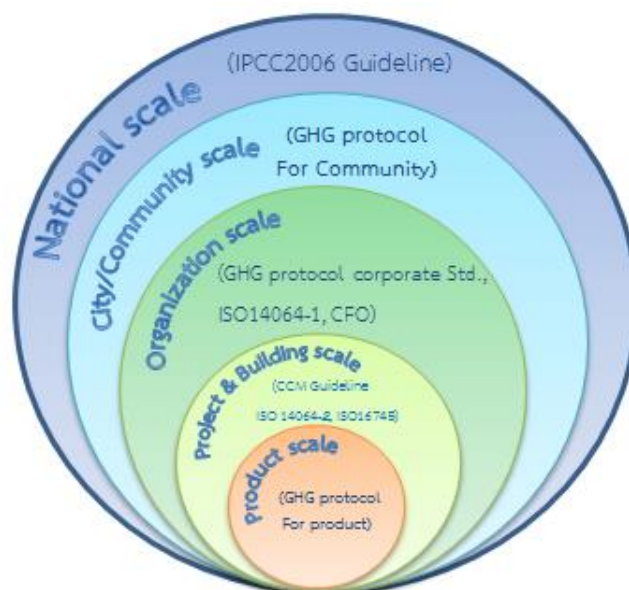 National scale
(IPCC2006 Guideline)
City/Community scale
(GHG protocol
For Community)
Organization scale
(GHG protocol corporate Std.,
ISO14064-1, CFO)
Project & Building scale
(CCM Guideline
ISO 14064-2, ISO16745)
Product scale
(GHG protocol
For product)